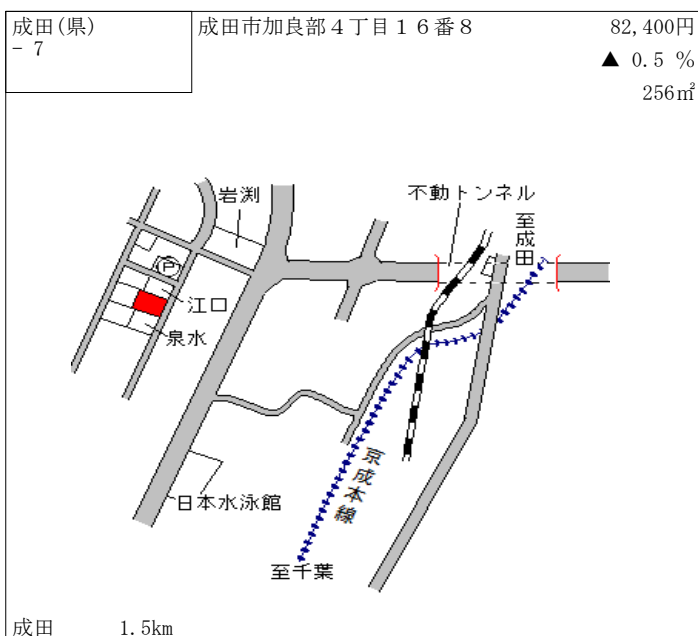 成田(県)
－7
成田市加良部４丁目１６番８
82,400円
▲ 0.5 %
256㎡
岩渕
不動トンネル
至成田
P
江口
泉水
京成本線
日本水泳館
至千葉
成田 1.5km